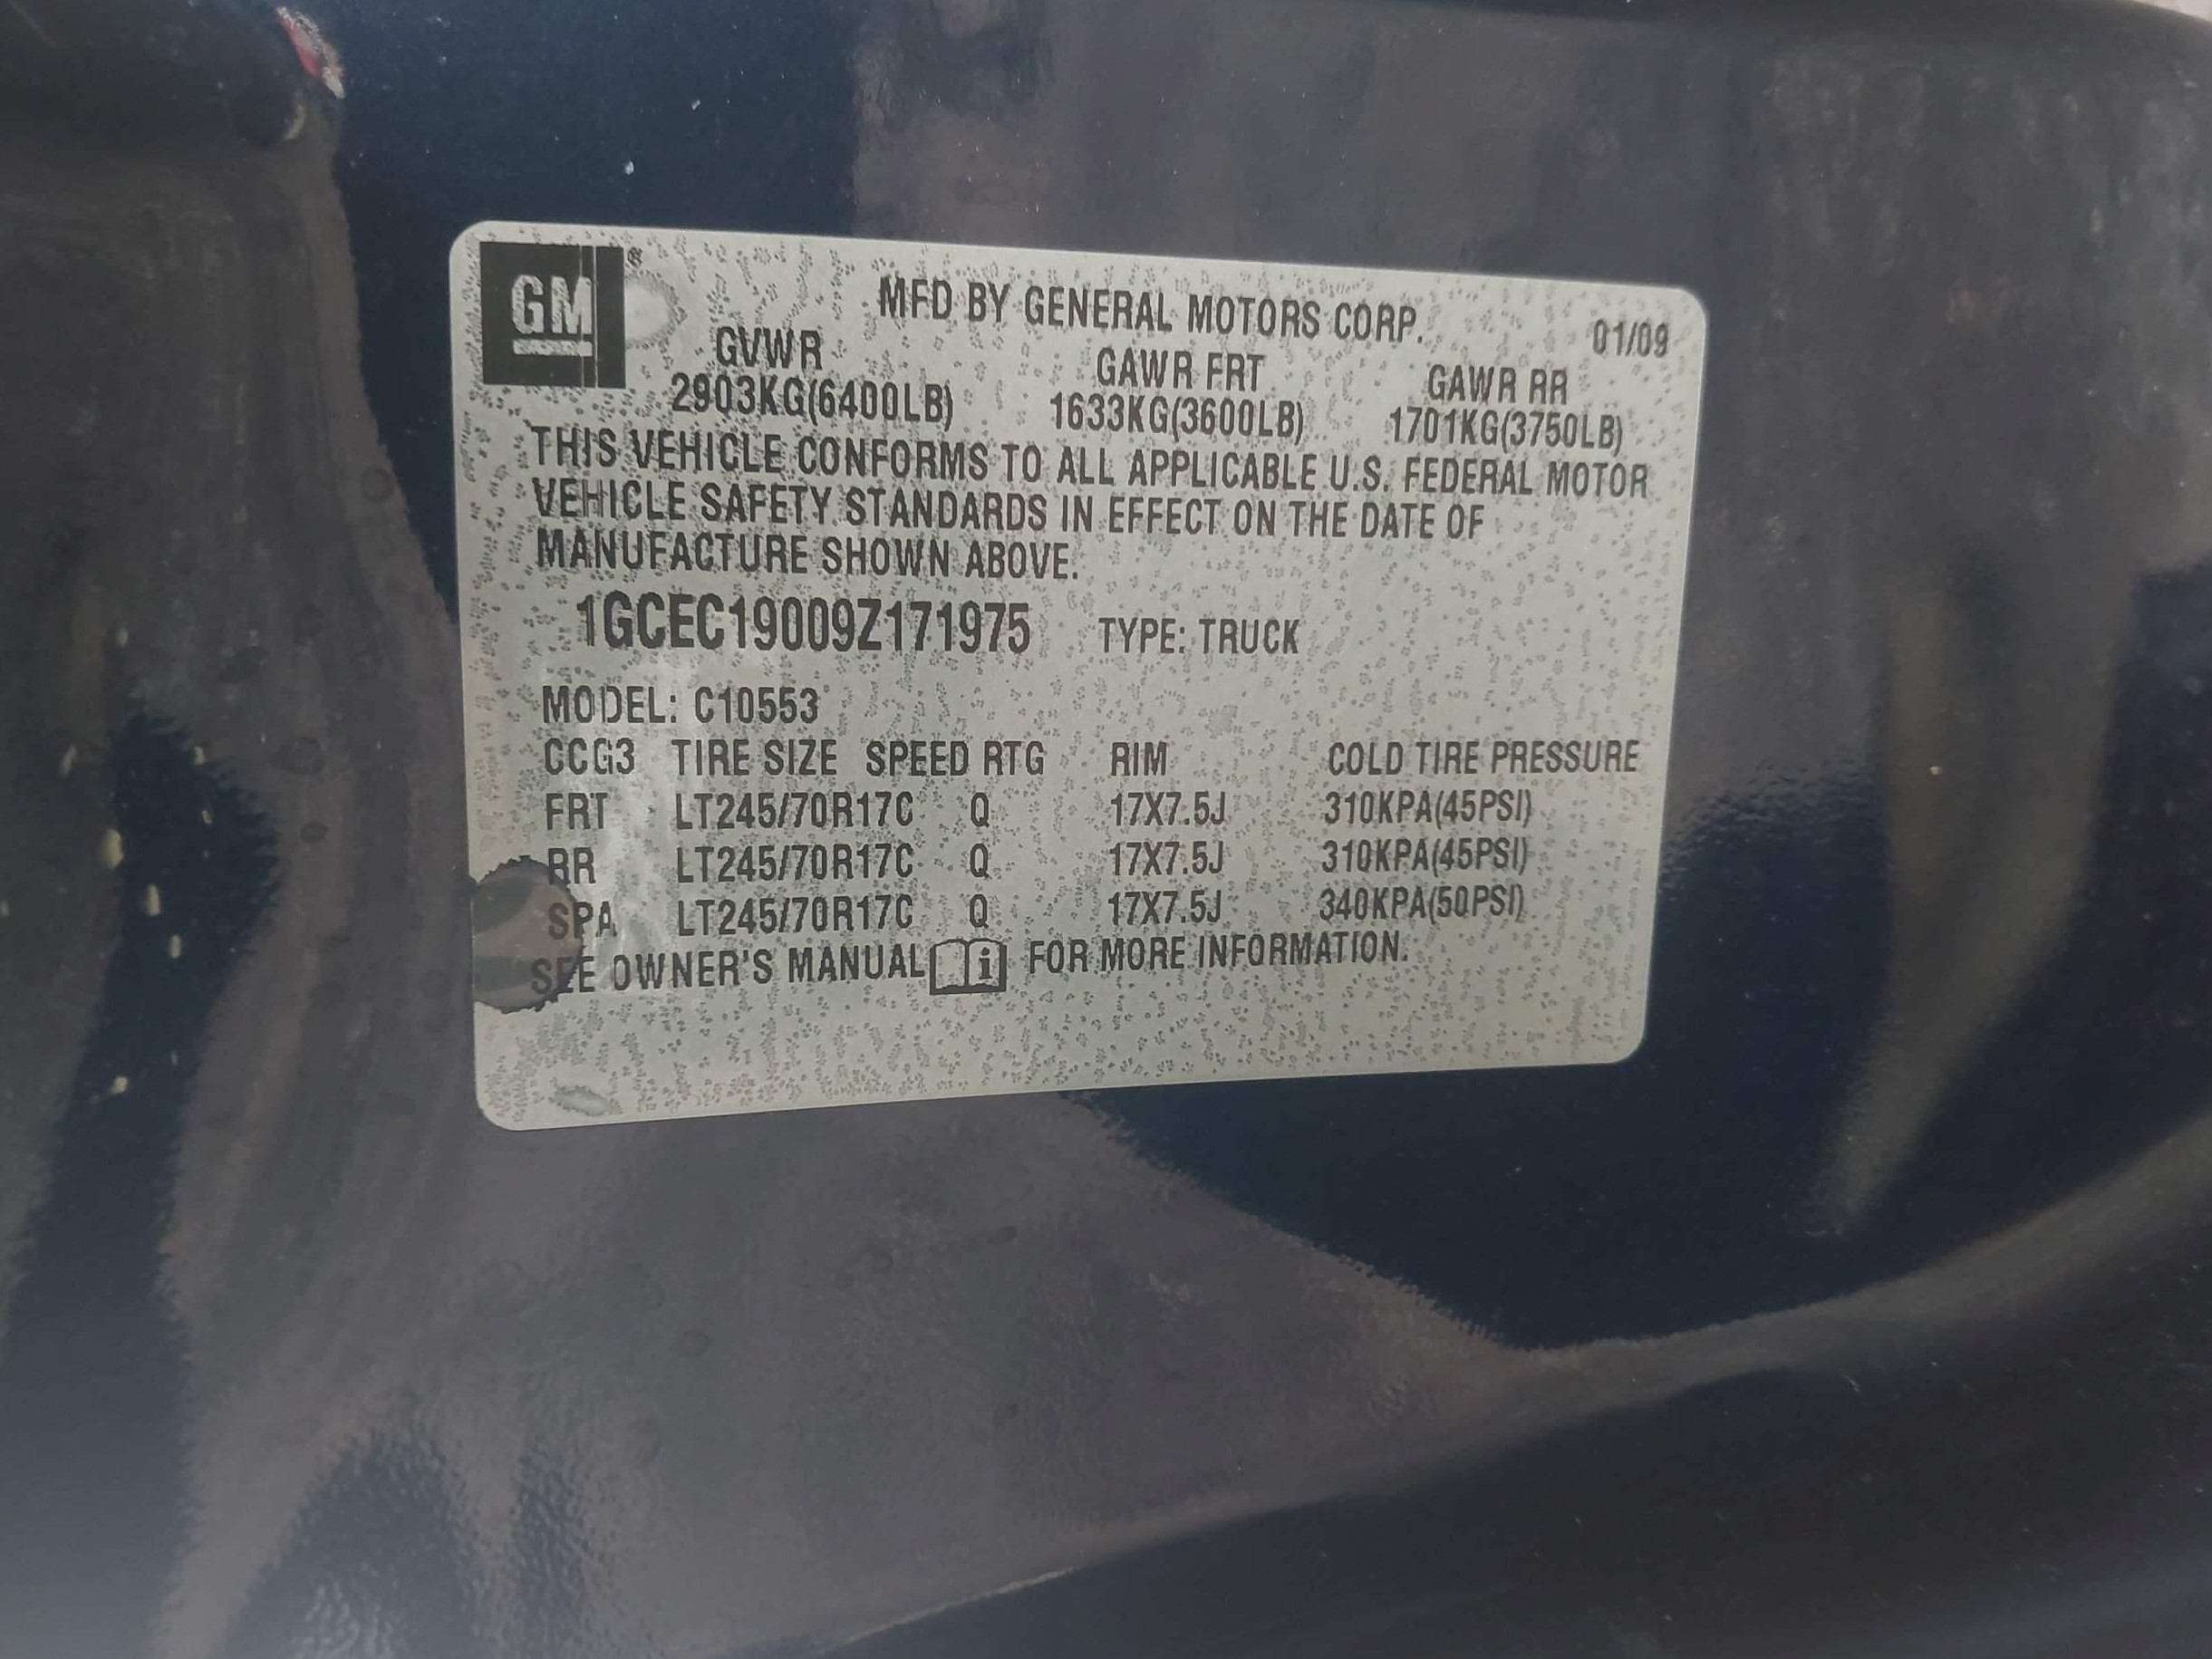 GM®
MFD BY GENERAL MOTORS CORP. 01/09
GVWR GAWR FRT GAWR RR
2903KG(6400LB) 1633KG(3600LB) 1701KG(3750LB)
THIS VEHICLE CONFORMS TO ALL APPLICABLE U.S. FEDERAL MOTOR
VEHICLE SAFETY STANDARDS IN EFFECT ON THE DATE OF
MANUFACTURE SHOWN ABOVE.
1GCEC19009Z171975 TYPE: TRUCK
MODEL: C10553
CCG3 TIRE SIZE SPEED RTG RIM COLD TIRE PRESSURE
FRT LT245/70R17C Q 17X7.5J 310KPA(45PSI)
RR LT245/70R17C Q 17X7.5J 310KPA(45PSI)
SPA LT245/70R17C Q 17X7.5J 340KPA(50PSI)
SEE OWNER'S MANUAL i FOR MORE INFORMATION.